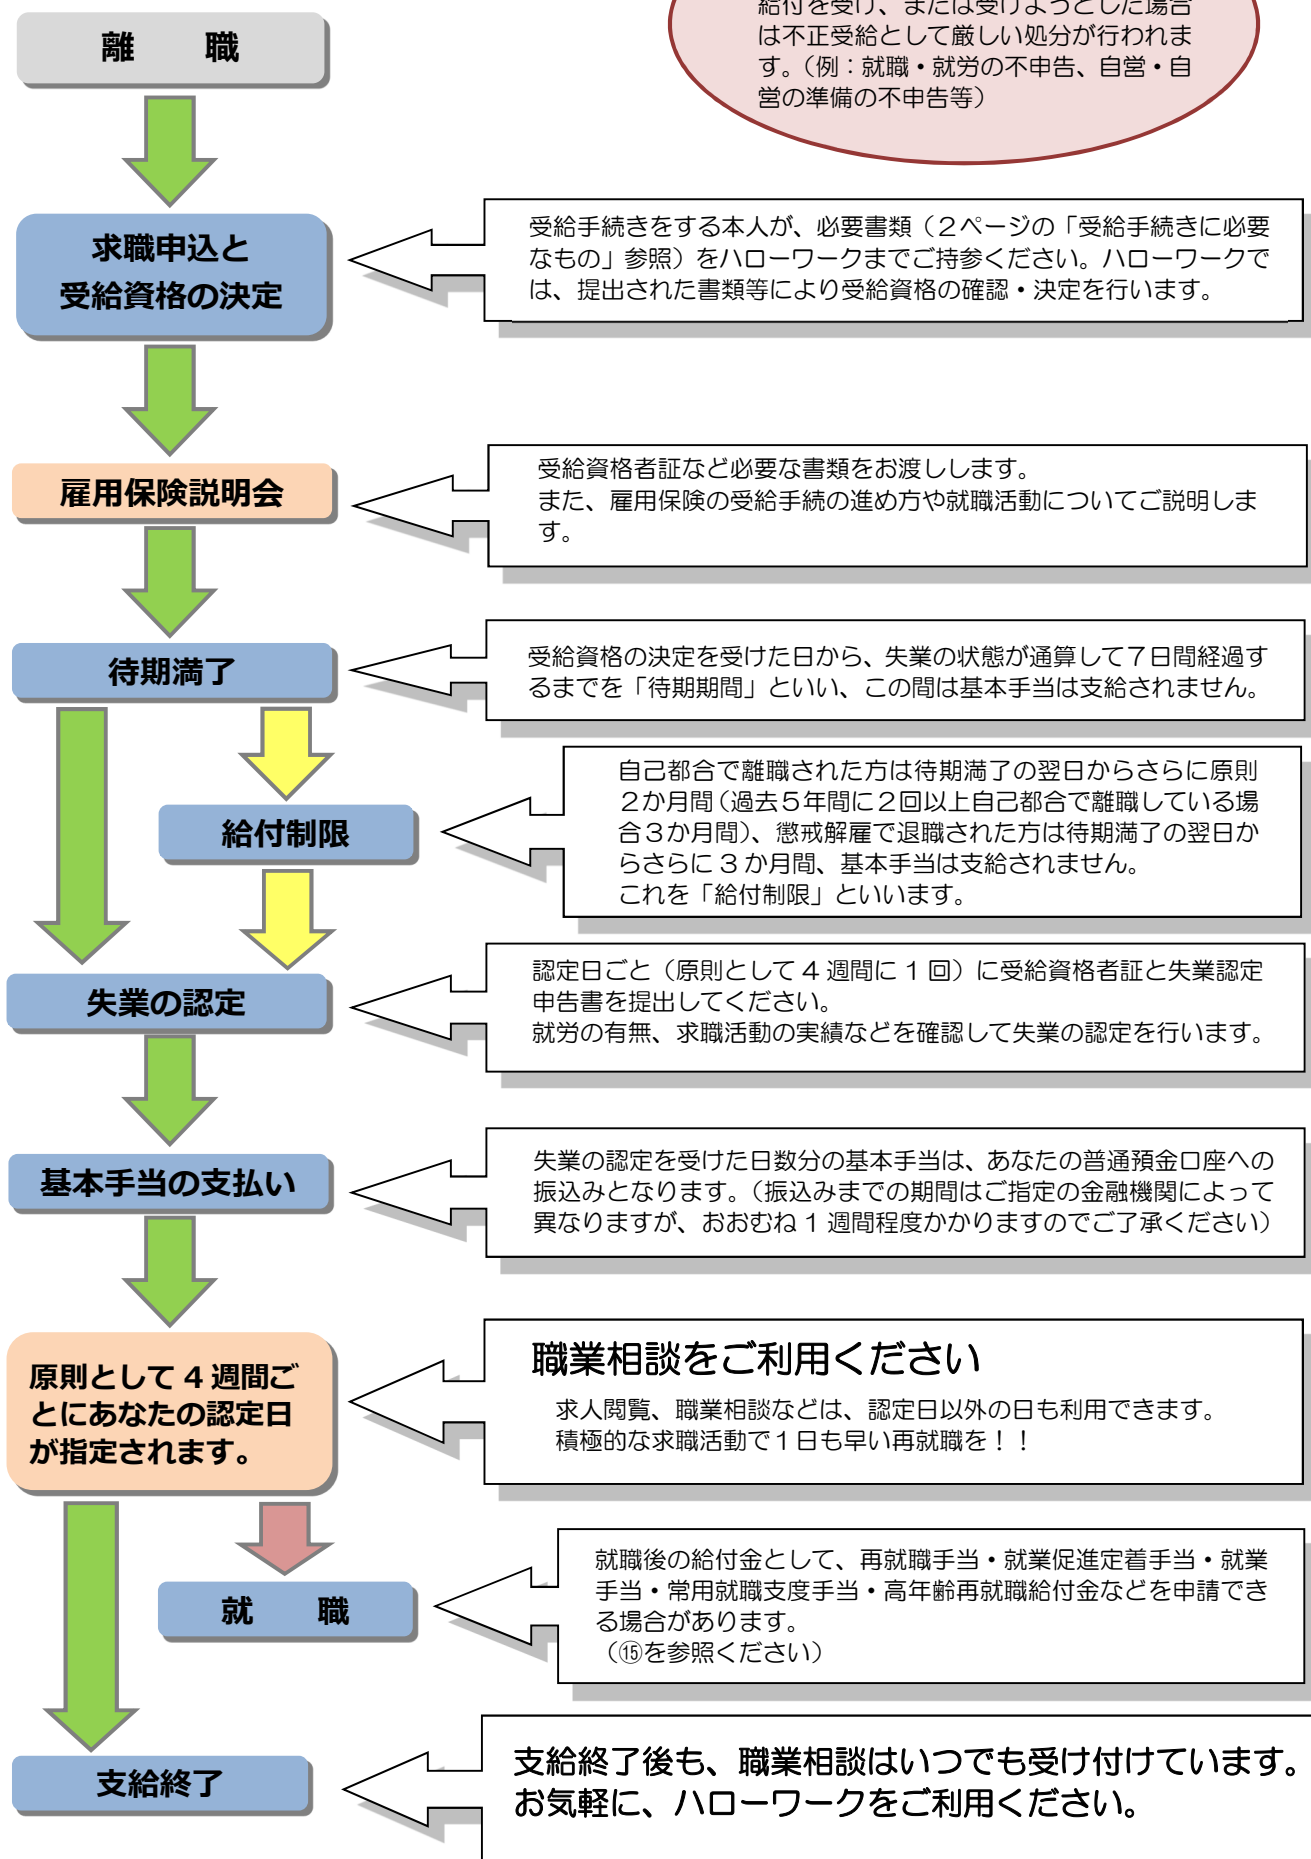 給付を受け、または受けようとした場合
は不正受給として厳しい処分が行われま
す。（例：就職・就労の不申告、自営・自
営の準備の不申告等）
離　職
求職申込と
受給資格の決定
受給手続きをする本人が、必要書類（２ページの「受給手続きに必要
なもの」参照）をハローワークまでご持参ください。ハローワークで
は、提出された書類等により受給資格の確認・決定を行います。
雇用保険説明会
受給資格者証など必要な書類をお渡しします。
また、雇用保険の受給手続の進め方や就職活動についてご説明しま
す。
待期満了
受給資格の決定を受けた日から、失業の状態が通算して７日間経過す
るまでを「待期期間」といい、この間は基本手当は支給されません。
給付制限
自己都合で離職された方は待期満了の翌日からさらに原則
２か月間（過去５年間に２回以上自己都合で離職している場
合３か月間）、懲戒解雇で退職された方は待期満了の翌日か
らさらに 3 か月間、基本手当は支給されません。
これを「給付制限」といいます。
失業の認定
認定日ごと（原則として 4 週間に 1 回）に受給資格者証と失業認定
申告書を提出してください。
就労の有無、求職活動の実績などを確認して失業の認定を行います。
基本手当の支払い
失業の認定を受けた日数分の基本手当は、あなたの普通預金口座への
振込みとなります。（振込みまでの期間はご指定の金融機関によって
異なりますが、おおむね 1 週間程度かかりますのでご了承ください）
原則として 4 週間ご
とにあなたの認定日
が指定されます。
職業相談をご利用ください
求人閲覧、職業相談などは、認定日以外の日も利用できます。
積極的な求職活動で１日も早い再就職を！！
就　職
就職後の給付金として、再就職手当・就業促進定着手当・就業
手当・常用就職支度手当・高年齢再就職給付金などを申請でき
る場合があります。
（⑮を参照ください）
支給終了
支給終了後も、職業相談はいつでも受け付けています。
お気軽に、ハローワークをご利用ください。